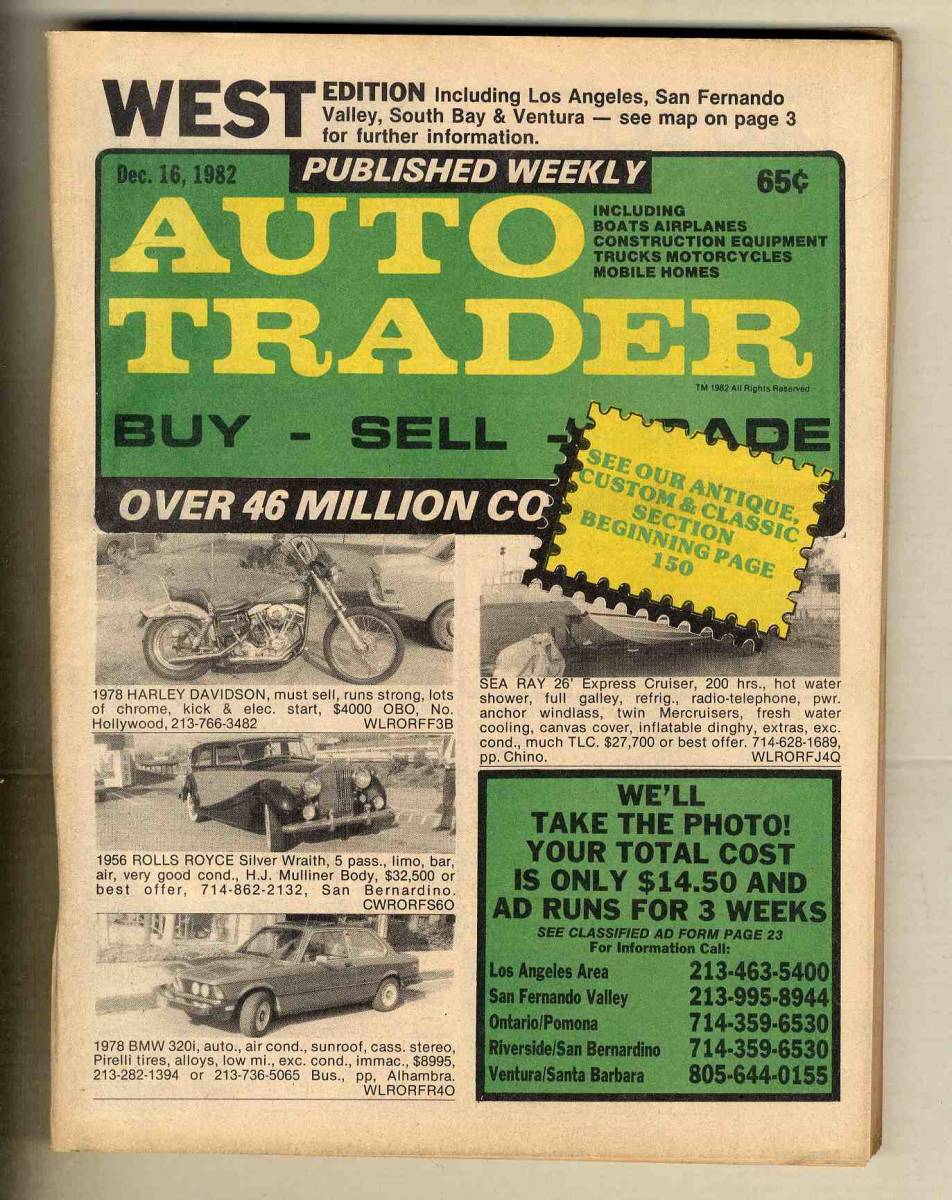 WEST
EDITION Including Los Angeles, San Fernando
Valley, South Bay & Ventura — see map on page 3
for further information.
Dec. 16, 1982
PUBLISHED WEEKLY
65¢
AUTO
TRADER
INCLUDING
BOATS AIRPLANES
CONSTRUCTION EQUIPMENT
TRUCKS MOTORCYCLES
MOBILE HOMES
TM 1982 All Rights Reserved
BUY - SELL -
OVER 46 MILLION
SEE OUR ANTIQUE,
CUSTOM & CLASSIC
SECTION
BEGINNING PAGE
150
1978 HARLEY DAVIDSON, must sell, runs strong, lots
of chrome, kick & elec. start, $4000 OBO, No.
Hollywood, 213-766-3482 WLRORFF3B
1956 ROLLS ROYCE Silver Wraith, 5 pass., limo, bar,
air, very good cond., H.J. Mulliner Body, $32,500 or
best offer, 714-862-2132, San Bernardino.
CWRORFS6O
1978 BMW 320i, auto., air cond., sunroof, cass. stereo,
Pirelli tires, alloys, low mi., exc. cond., immac., $8995,
213-282-1394 or 213-736-5065 Bus., pp, Alhambra.
WLRORFR4O
SEA RAY 26' Express Cruiser, 200 hrs., hot water
shower, full galley, refrig., radio-telephone, pwr.
anchor windlass, twin Mercruisers, fresh water
cooling, canvas cover, inflatable dinghy, extras, exc.
cond., much TLC. $27,700 or best offer. 714-628-1689,
pp. Chino. WLRORFJ4Q
WE'LL
TAKE THE PHOTO!
YOUR TOTAL COST
IS ONLY $14.50 AND
AD RUNS FOR 3 WEEKS
SEE CLASSIFIED AD FORM PAGE 23
For Information Call:
Los Angeles Area 213-463-5400
San Fernando Valley 213-995-8944
Ontario/Pomona 714-359-6530
Riverside/San Bernardino 714-359-6530
Ventura/Santa Barbara 805-644-0155